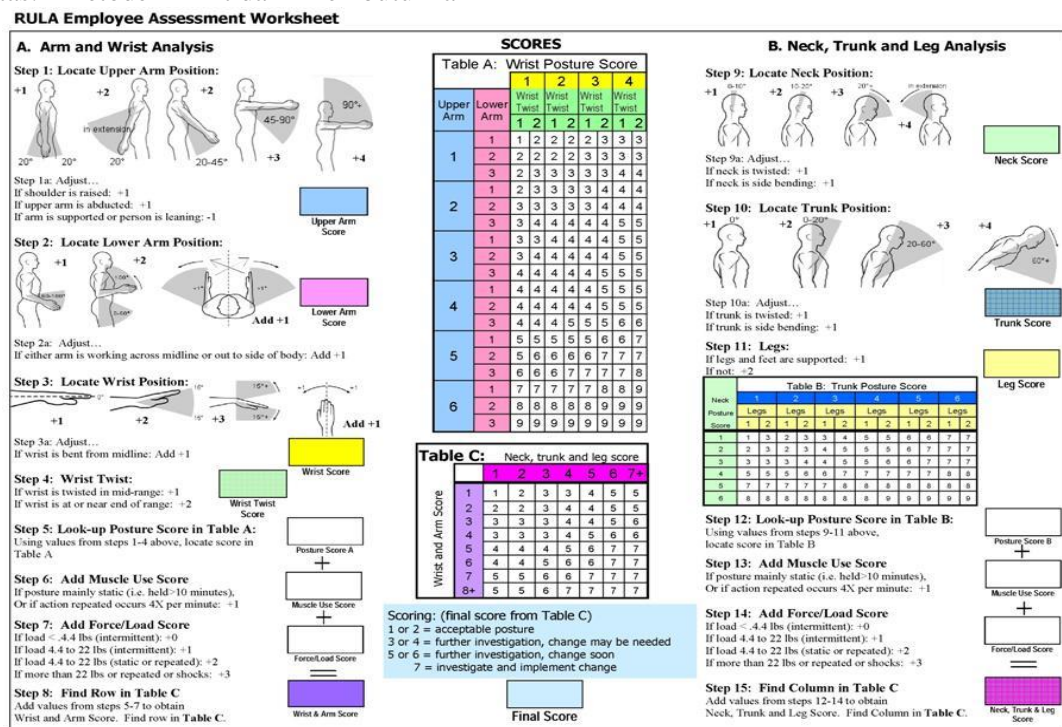 RULA Employee Assessment Worksheet
A. Arm and Wrist Analysis
Step 1: Locate Upper Arm Position:
+1
+2
+2
in extension
45-90°
90°+
20° 20°
20°
20-45°
+3
+4
Step 1a: Adjust…
If shoulder is raised: +1
If upper arm is abducted: +1
If arm is supported or person is leaning: -1
Upper Arm
Score
Step 2: Locate Lower Arm Position:
+1
+2
Add +1
Lower Arm
Score
Step 2a: Adjust…
If either arm is working across midline or out to side of body: Add +1
Step 3: Locate Wrist Position:
+1
+2
+3
15°
15°
15°+
15°+
Add +1
Step 3a: Adjust…
If wrist is bent from midline: Add +1
Wrist Score
Step 4: Wrist Twist:
If wrist is twisted in mid-range: +1
If wrist is at or near end of range: +2
Wrist Twist
Score
Step 5: Look-up Posture Score in Table A:
Using values from steps 1-4 above, locate score in
Table A
Posture Score A
+
Step 6: Add Muscle Use Score
If posture mainly static (i.e. held>10 minutes),
Or if action repeated occurs 4X per minute: +1
Muscle Use Score
+
Step 7: Add Force/Load Score
If load < .4.4 lbs (intermittent): +0
If load 4.4 to 22 lbs (intermittent): +1
If load 4.4 to 22 lbs (static or repeated): +2
If more than 22 lbs or repeated or shocks: +3
Force/Load Score
=
Step 8: Find Row in Table C
Add values from steps 5-7 to obtain
Wrist and Arm Score. Find row in Table C.
Wrist & Arm Score
SCORES
Table A: Wrist Posture Score
1 2 3 4
Upper Arm Lower Arm Wrist Twist Wrist Twist Wrist Twist Wrist Twist
1 2 1 2 1 2 1 2
1 1 1 2 2 2 2 3 3 3
2 2 2 2 2 3 3 3 3
3 2 3 3 3 3 3 4 4
2 1 2 3 3 3 3 4 4 4
2 3 3 3 3 3 4 4 4
3 3 4 4 4 4 4 5 5
3 1 3 3 4 4 4 4 5 5
2 3 4 4 4 4 4 5 5
3 4 4 4 4 4 5 5 5
4 1 4 4 4 4 4 5 5 5
2 4 4 4 4 4 5 5 5
3 4 4 4 5 5 5 6 6
5 1 5 5 5 5 5 6 6 7
2 5 6 6 6 6 7 7 7
3 6 6 6 7 7 7 7 8
6 1 7 7 7 7 7 8 8 9
2 8 8 8 8 8 9 9 9
3 9 9 9 9 9 9 9 9
Table C: Neck, trunk and leg score
1 2 3 4 5 6 7+
Wrist and Arm Score
1 1 2 3 3 4 5 5
2 2 2 3 4 4 5 5
3 3 3 3 4 4 5 6
4 3 3 3 4 5 6 6
5 4 4 4 5 6 7 7
6 4 4 5 6 6 7 7
7 5 5 6 6 7 7 7
8+ 5 5 6 7 7 7 7
Scoring: (final score from Table C)
1 or 2 = acceptable posture
3 or 4 = further investigation, change may be needed
5 or 6 = further investigation, change soon
7 = investigate and implement change
Final Score
B. Neck, Trunk and Leg Analysis
Step 9: Locate Neck Position:
+1
0-10°
+2
10-20°
+3
20°+
in extension
+4
Neck Score
Step 9a: Adjust…
If neck is twisted: +1
If neck is side bending: +1
Step 10: Locate Trunk Position:
+1
0°
+2
0-20°
20-60°
+3
+4
60°+
Step 10a: Adjust…
If trunk is twisted: +1
If trunk is side bending: +1
Trunk Score
Step 11: Legs:
If legs and feet are supported: +1
If not: +2
Leg Score
Table B: Trunk Posture Score
Neck Posture Score
1 2 3 4 5 6
Legs Legs Legs Legs Legs Legs
1 2 1 2 1 2 1 2 1 2 1 2
1 1 3 2 3 3 4 5 5 6 6 7 7
2 2 3 2 3 4 5 5 5 6 7 7 7
3 3 3 3 4 4 5 5 6 6 7 7 7
4 5 5 5 6 6 7 7 7 7 7 8 8
5 7 7 7 7 7 8 8 8 8 8 8 8
6 8 8 8 8 8 8 8 9 9 9 9 9
Step 12: Look-up Posture Score in Table B:
Using values from steps 9-11 above,
locate score in Table B
Posture Score B
+
Step 13: Add Muscle Use Score
If posture mainly static (i.e. held>10 minutes),
Or if action repeated occurs 4X per minute: +1
Muscle Use Score
+
Step 14: Add Force/Load Score
If load < .4.4 lbs (intermittent): +0
If load 4.4 to 22 lbs (intermittent): +1
If load 4.4 to 22 lbs (static or repeated): +2
If more than 22 lbs or repeated or shocks: +3
Force/Load Score
=
Step 15: Find Column in Table C
Add values from steps 12-14 to obtain
Neck, Trunk and Leg Score. Find Column in Table C.
Neck, Trunk & Leg
Score